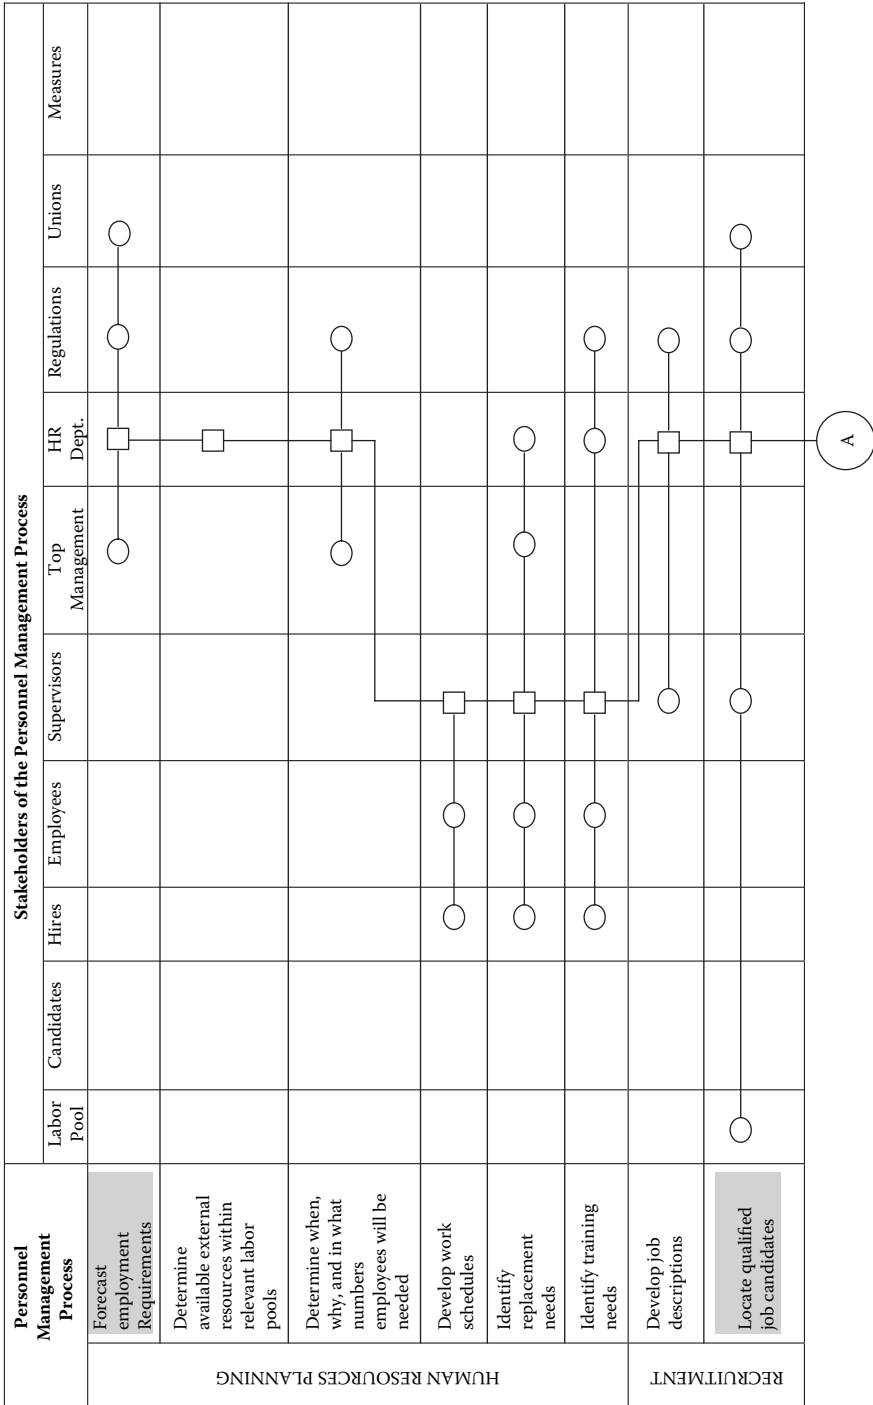 Stakeholders of the Personnel Management Process
Personnel
Management
Process
Labor
Pool
Candidates
Hires
Employees
Supervisors
Top
Management
HR
Dept.
Regulations
Unions
Measures
HUMAN RESOURCES PLANNING
Forecast
employment
Requirements
Determine
available external
resources within
relevant labor
pools
Determine when,
why, and in what
numbers
employees will be
needed
Develop work
schedules
Identify
replacement
needs
Identify training
needs
RECRUITMENT
Develop job
descriptions
Locate qualified
job candidates
A